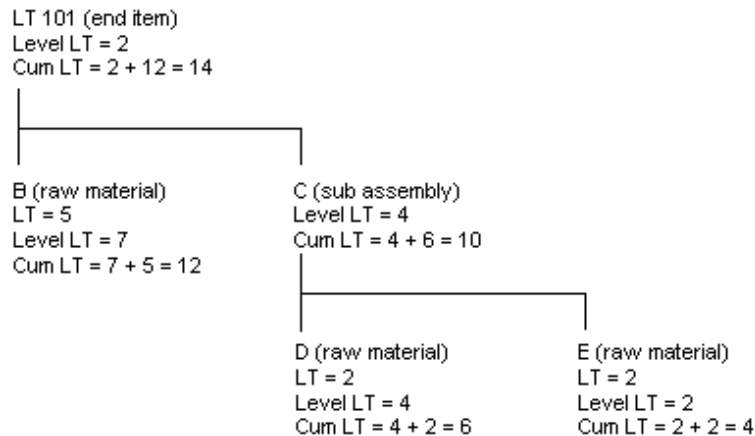 LT 101 (end item)
Level LT = 2
Cum LT = 2 + 12 = 14
B (raw material)
LT = 5
Level LT = 7
Cum LT = 7 + 5 = 12
C (sub assembly)
Level LT = 4
Cum LT = 4 + 6 = 10
D (raw material)
LT = 2
Level LT = 4
Cum LT = 4 + 2 = 6
E (raw material)
LT = 2
Level LT = 2
Cum LT = 2 + 2 = 4